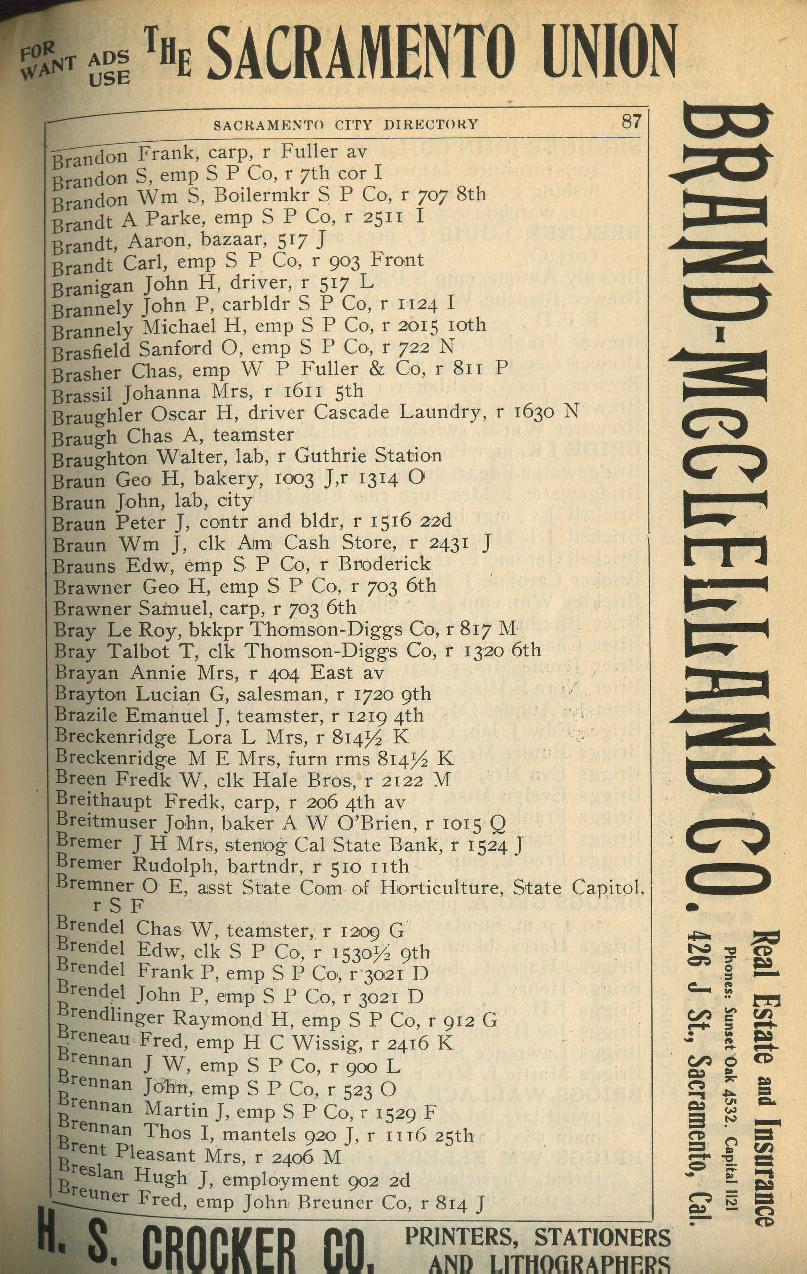 FOR WANT ADS USE THE SACRAMENTO UNION
SACRAMENTO CITY DIRECTORY 87
Brandon Frank, carp, r Fuller av
Brandon S, emp S P Co, r 7th cor I
Brandon Wm S, Boilermkr S P Co, r 707 8th
Brandt A Parke, emp S P Co, r 2511 I
Brandt, Aaron, bazaar, 517 J
Brandt Carl, emp S P Co, r 903 Front
Branigan John H, driver, r 517 L
Brannely John P, carbldr S P Co, r 1124 I
Brannely Michael H, emp S P Co, r 2015 10th
Brasfield Sanford O, emp S P Co, r 722 N
Brasher Chas, emp W P Fuller & Co, r 811 P
Brassil Johanna Mrs, r 1611 5th
Braughler Oscar H, driver Cascade Laundry, r 1630 N
Braugh Chas A, teamster
Braughton Walter, lab, r Guthrie Station
Braun Geo H, bakery, 1003 J,r 1314 O
Braun John, lab, city
Braun Peter J, contr and bldr, r 1516 22d
Braun Wm J, clk Am Cash Store, r 2431 J
Brauns Edw, emp S P Co, r Broderick
Brawner Geo H, emp S P Co, r 703 6th
Brawner Samuel, carp, r 703 6th
Bray Le Roy, bkkpr Thomson-Diggs Co, r 817 M
Bray Talbot T, clk Thomson-Diggs Co, r 1320 6th
Brayan Annie Mrs, r 404 East av
Brayton Lucian G, salesman, r 1720 9th
Brazile Emanuel J, teamster, r 1219 4th
Breckenridge Lora L Mrs, r 814½ K
Breckenridge M E Mrs, furn rms 814½ K
Breen Fredk W, clk Hale Bros, r 2122 M
Breithaupt Fredk, carp, r 206 4th av
Breitmuser John, baker A W O'Brien, r 1015 Q
Bremer J H Mrs, stenog Cal State Bank, r 1524 J
Bremer Rudolph, bartndr, r 510 11th
Bremner O E, asst State Com of Horticulture, State Capitol,
r S F
Brendel Chas W, teamster, r 1209 G
Brendel Edw, clk S P Co, r 1530½ 9th
Brendel Frank P, emp S P Co, r 3021 D
Brendel John P, emp S P Co, r 3021 D
Brendlinger Raymond H, emp S P Co, r 912 G
Breneau Fred, emp H C Wissig, r 2416 K
Brennan J W, emp S P Co, r 900 L
Brennan John, emp S P Co, r 523 O
Brennan Martin J, emp S P Co, r 1529 F
Brennan Thos I, mantels 920 J, r 1116 25th
Brent Pleasant Mrs, r 2406 M
Breslan Hugh J, employment 902 2d
Breuner Fred, emp John Breuner Co, r 814 J
BRAND-McCLELLAND CO.
Real Estate and Insurance
Phones: Sunset Oak 4532. Capital 1121
426 J St., Sacramento, Cal.
H. S. CROCKER CO. PRINTERS, STATIONERS
AND LITHOGRAPHERS